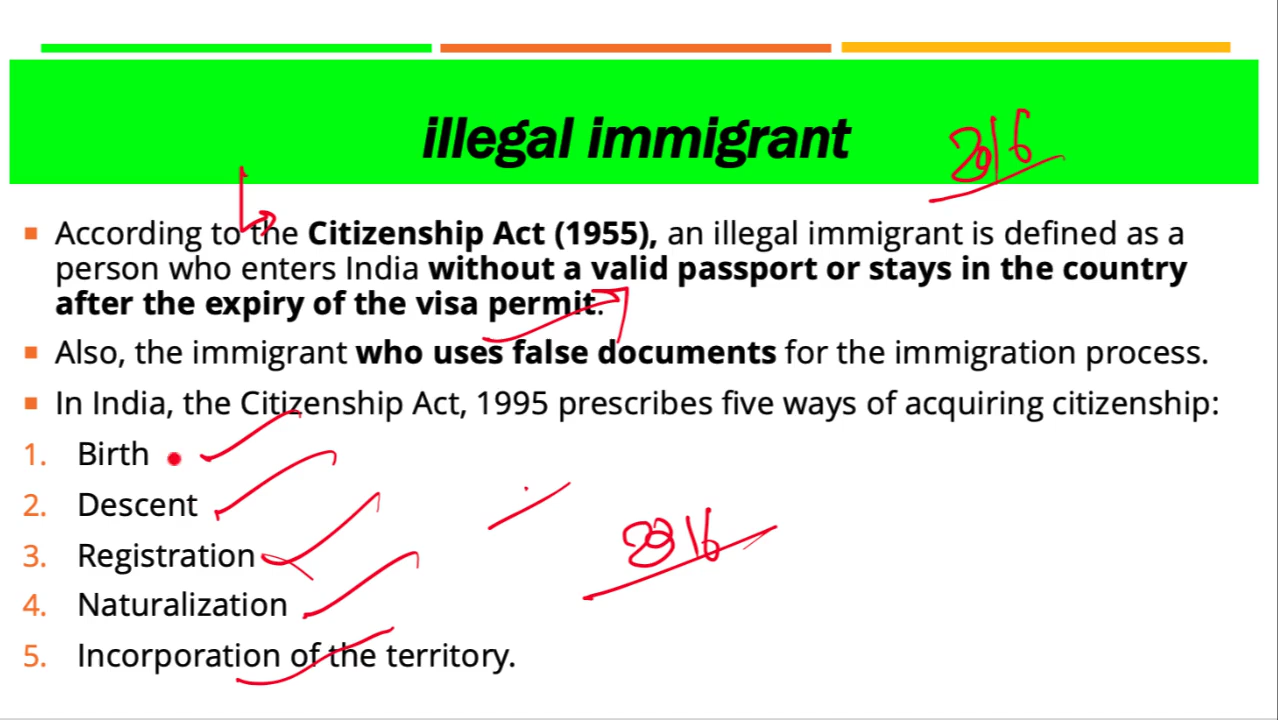 illegal immigrant
2016
According to the Citizenship Act (1955), an illegal immigrant is defined as a
person who enters India without a valid passport or stays in the country
after the expiry of the visa permit.
Also, the immigrant who uses false documents for the immigration process.
In India, the Citizenship Act, 1995 prescribes five ways of acquiring citizenship:
1. Birth
2. Descent
3. Registration
2016
4. Naturalization
5. Incorporation of the territory.